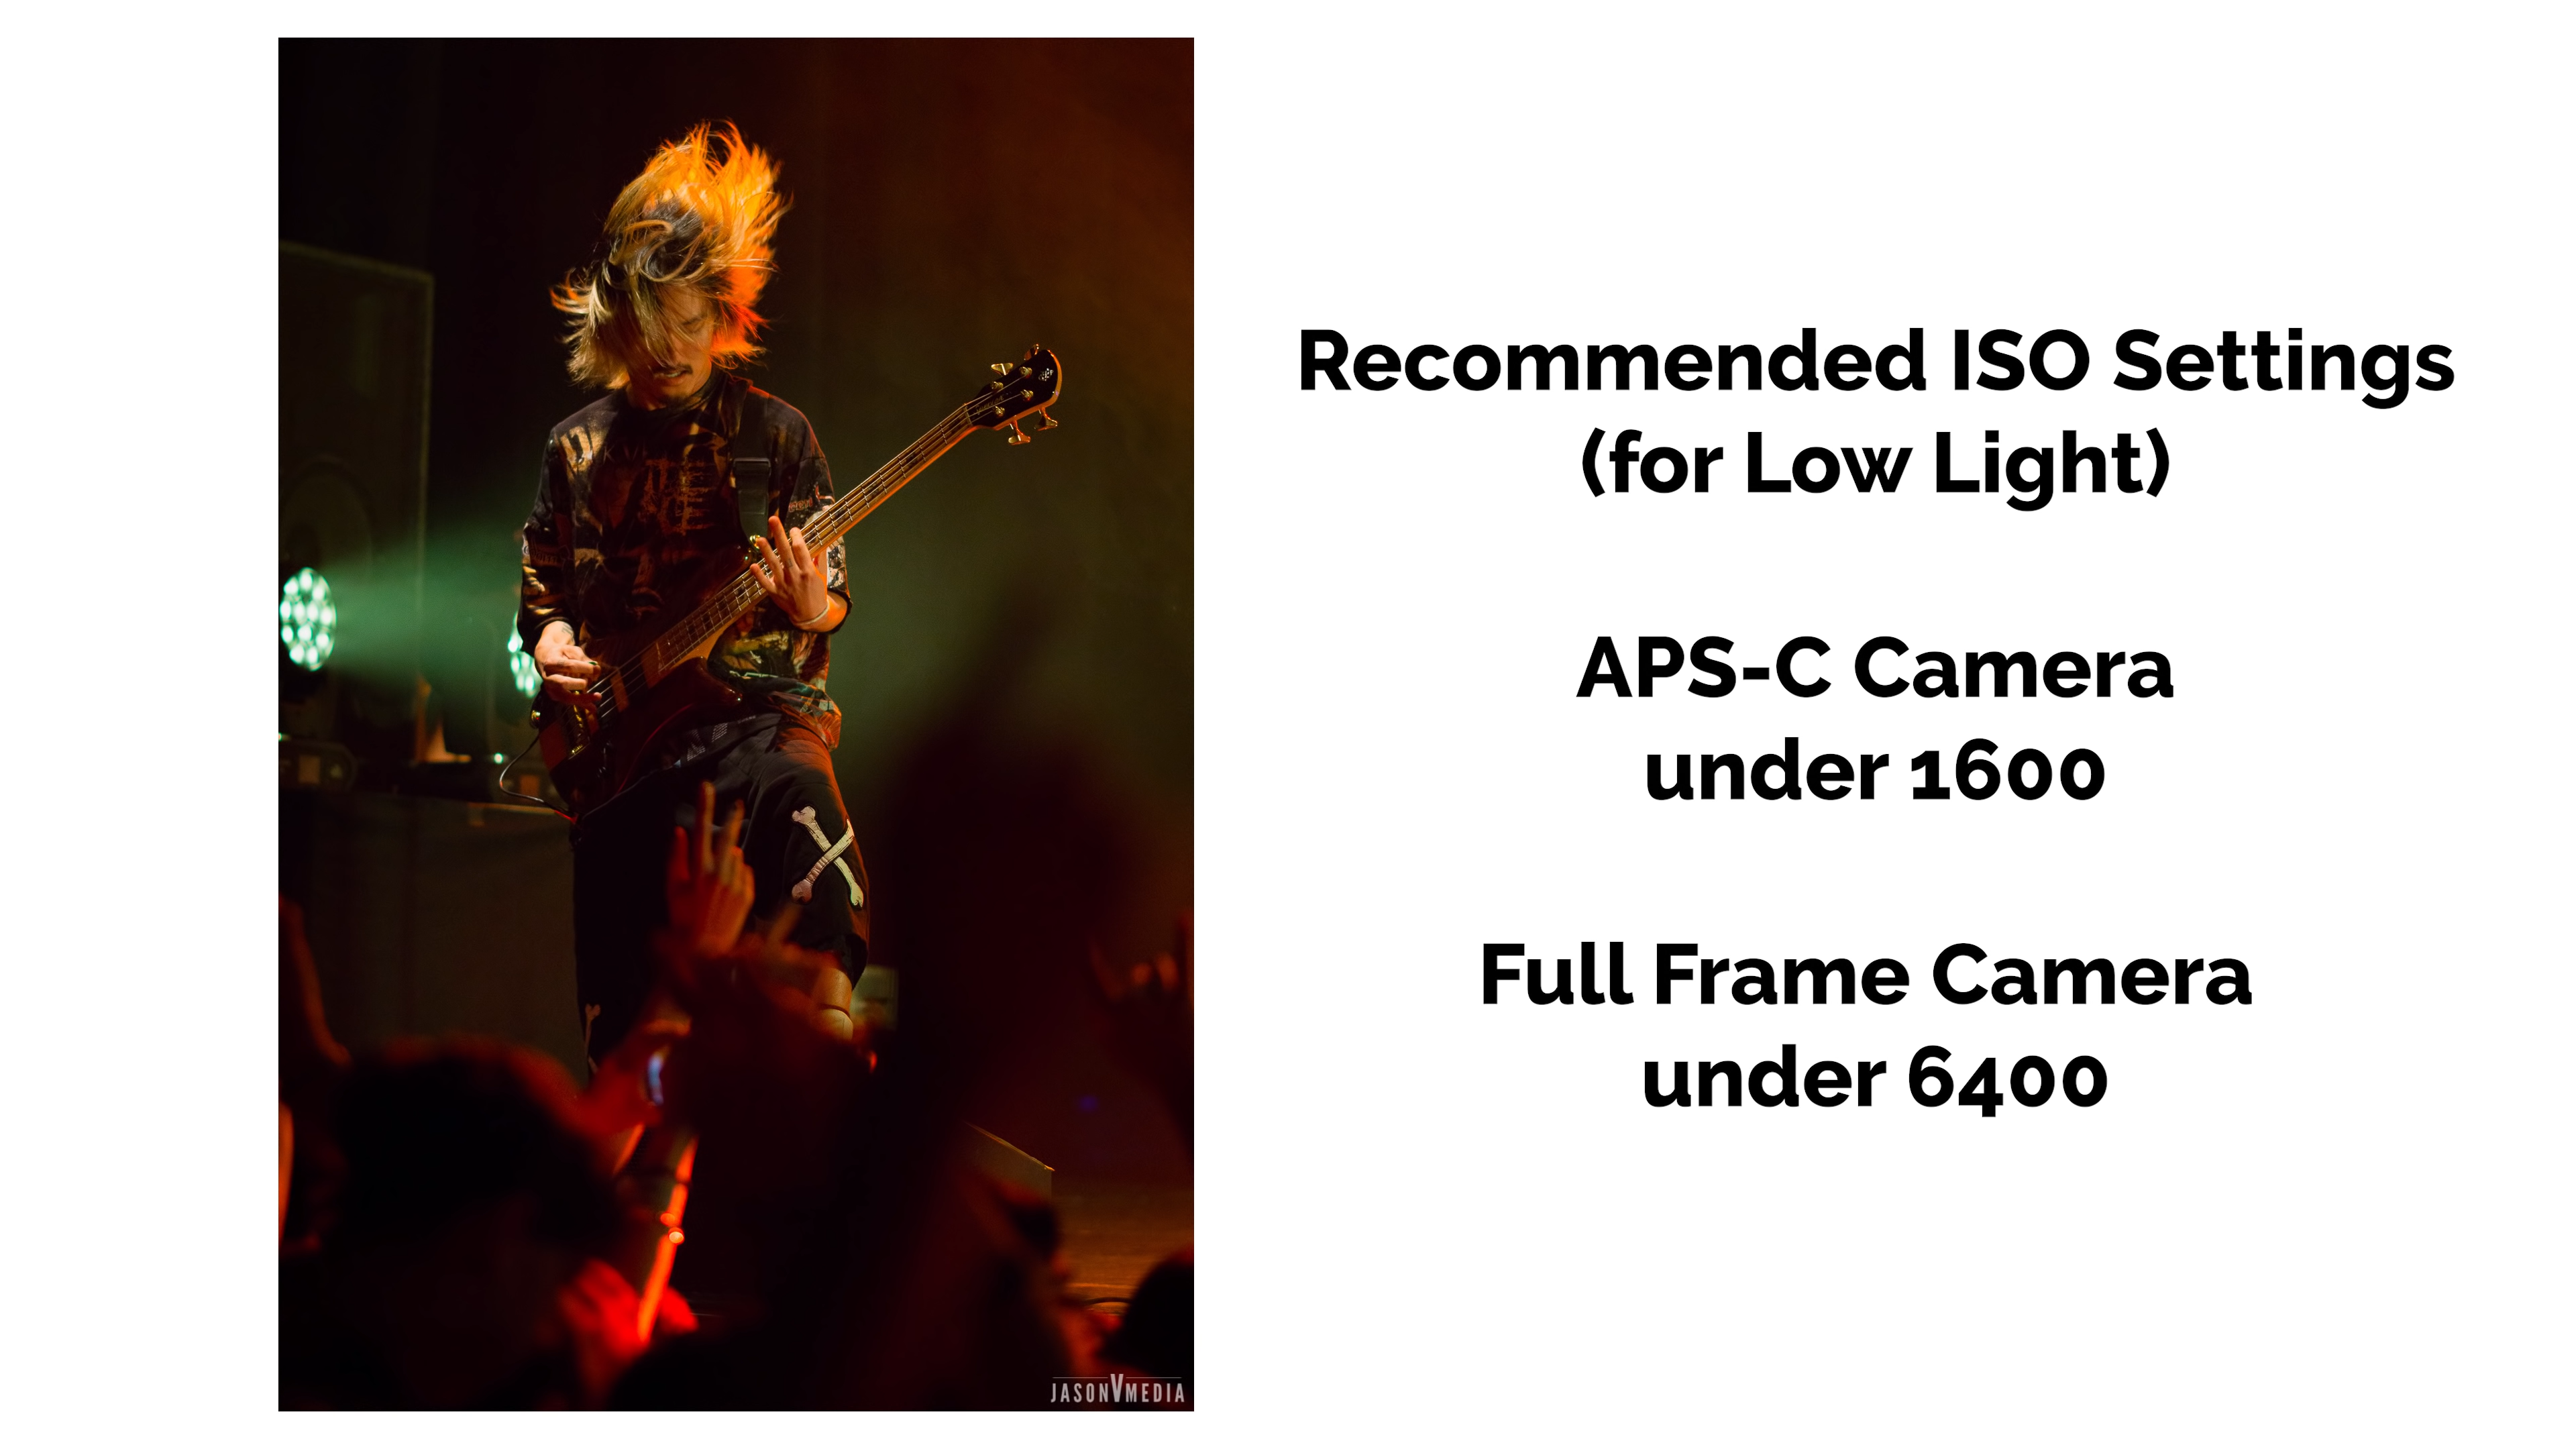 Recommended ISO Settings
(for Low Light)
APS-C Camera
under 1600
Full Frame Camera
under 6400
JASONVMEDIA